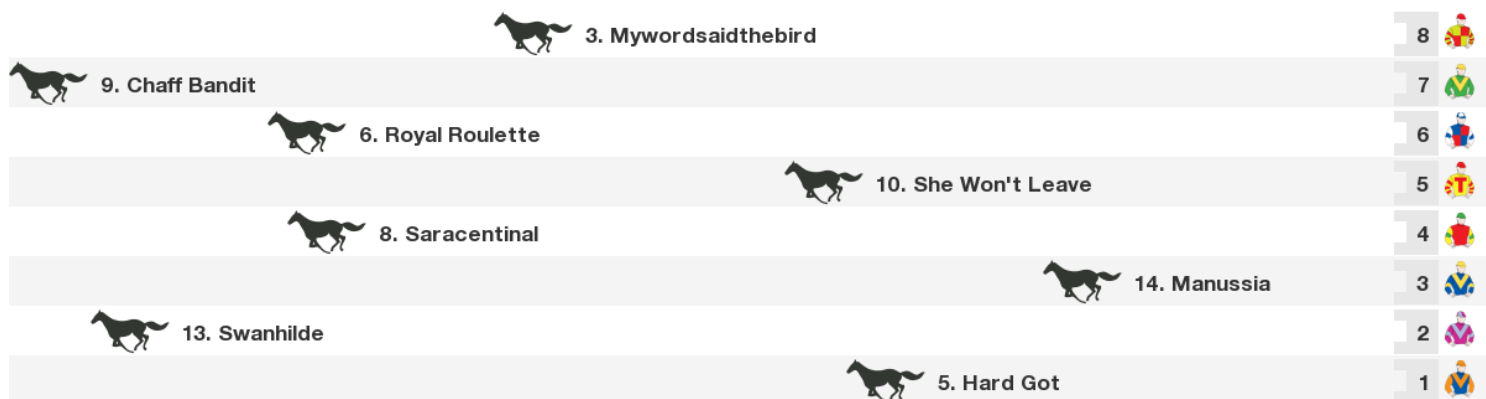 3. Mywordsaidthebird 8
9. Chaff Bandit 7
6. Royal Roulette 6
10. She Won't Leave 5 T
8. Saracentinal 4
14. Manussia 3
13. Swanhilde 2
5. Hard Got 1